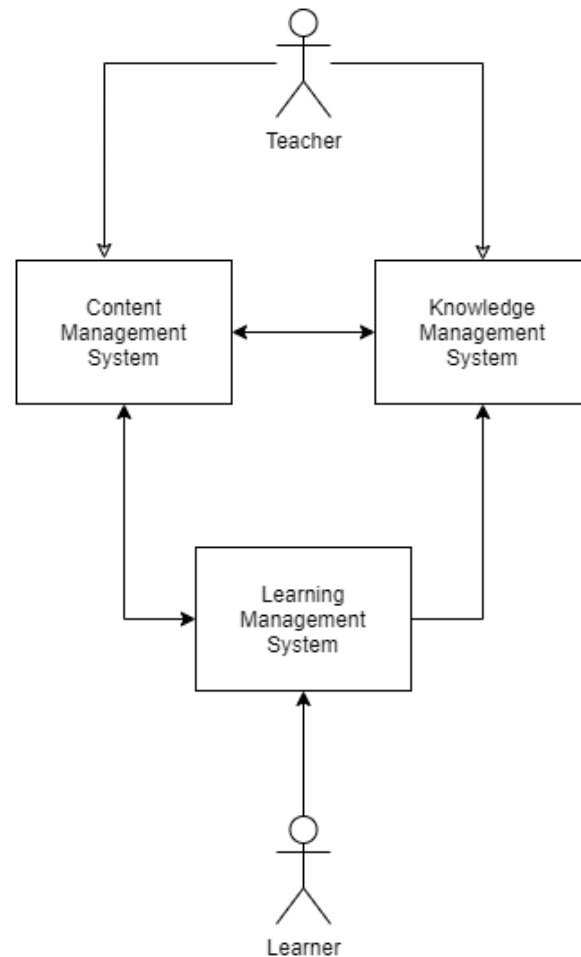 Teacher
Content
Management
System
Knowledge
Management
System
Learning
Management
System
Learner